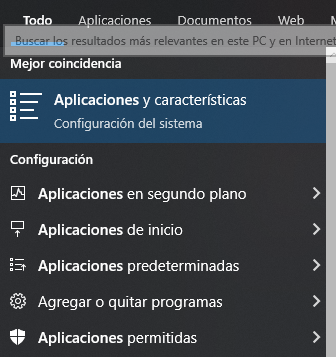 Todo Aplicaciones Documentos Web
Buscar los resultados más relevantes en este PC y en Internet
Mejor coincidencia
Aplicaciones y características
Configuración del sistema
Configuración
Aplicaciones en segundo plano
Aplicaciones de inicio
Aplicaciones predeterminadas
Agregar o quitar programas
Aplicaciones permitidas